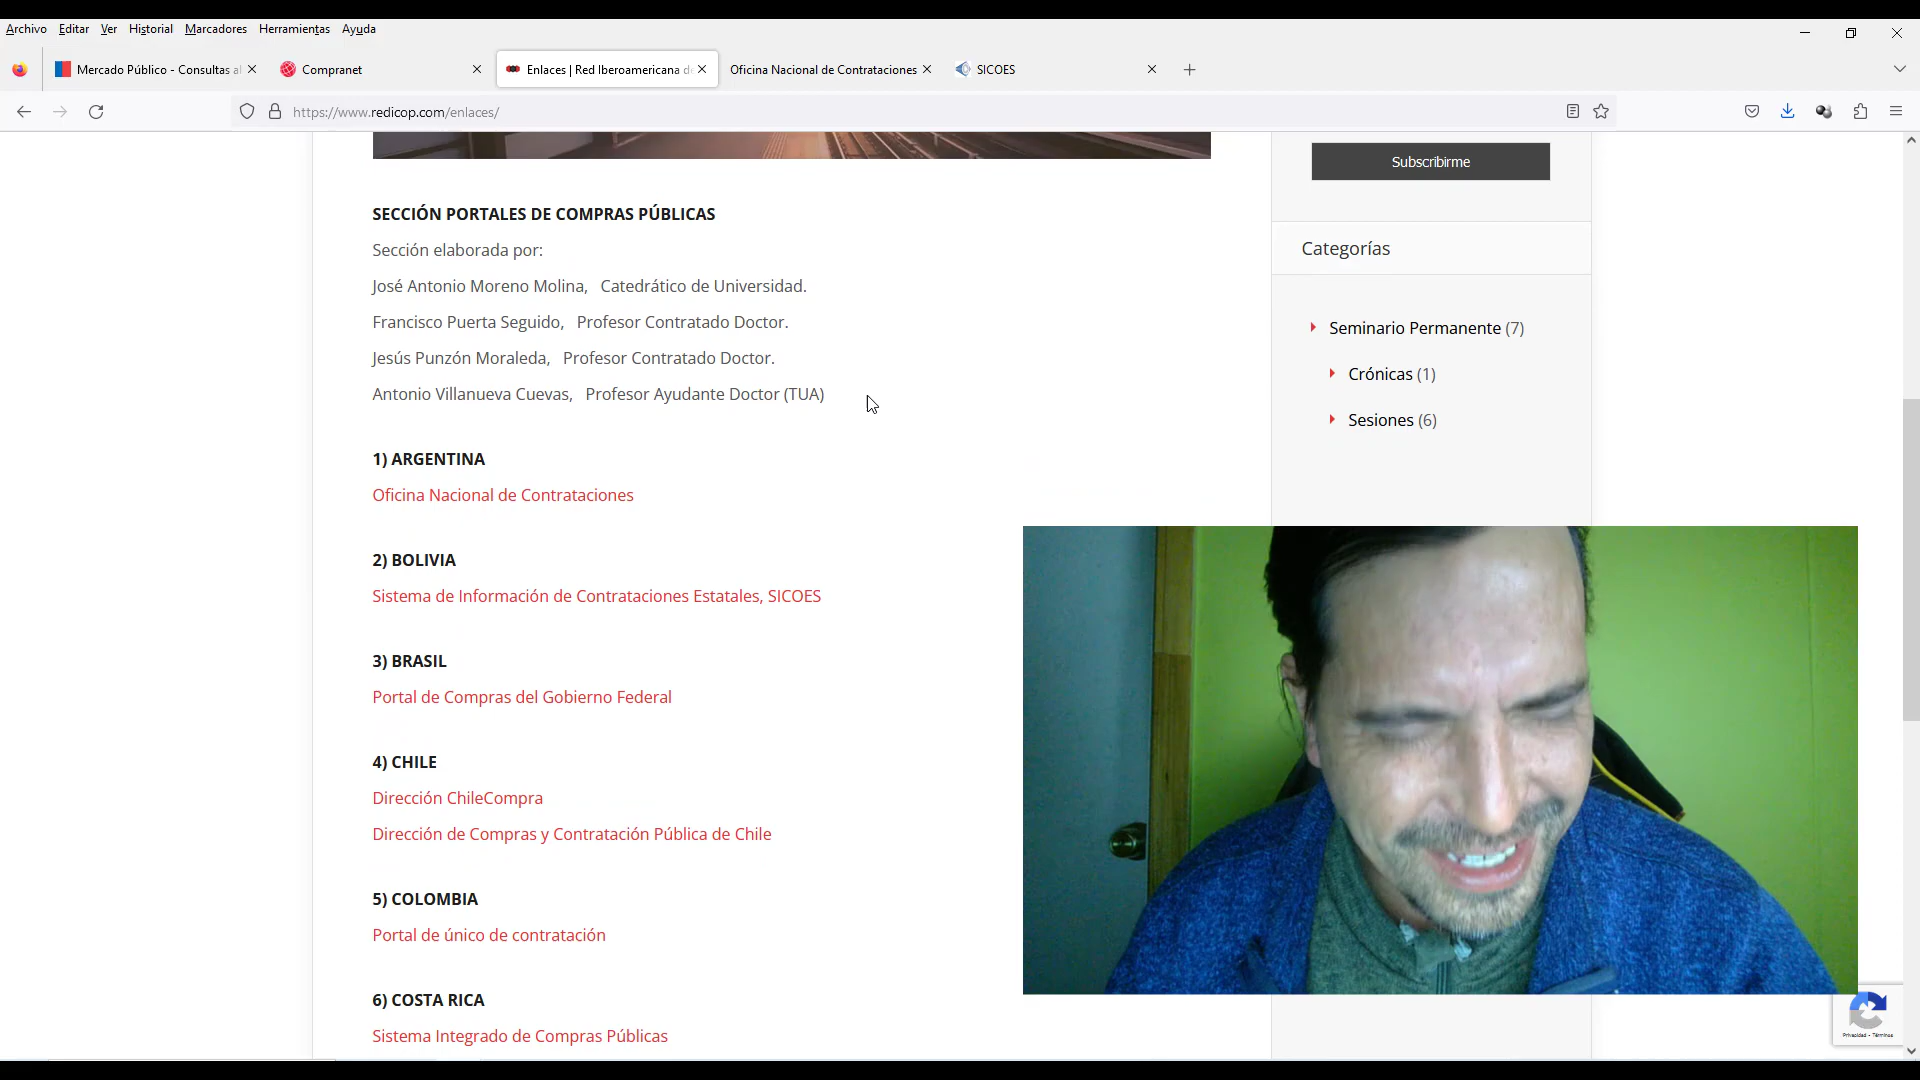 Archivo Editar Ver Historial Marcadores Herramientas Ayuda
Mercado Público - Consultas al
Compranet
Enlaces | Red Iberoamericana de
Oficina Nacional de Contrataciones
SICOES
https://www.redicop.com/enlaces/
Subscribirme
SECCIÓN PORTALES DE COMPRAS PÚBLICAS
Sección elaborada por:
José Antonio Moreno Molina, Catedrático de Universidad.
Francisco Puerta Seguido, Profesor Contratado Doctor.
Jesús Punzón Moraleda, Profesor Contratado Doctor.
Antonio Villanueva Cuevas, Profesor Ayudante Doctor (TUA)
1) ARGENTINA
Oficina Nacional de Contrataciones
2) BOLIVIA
Sistema de Información de Contrataciones Estatales, SICOES
3) BRASIL
Portal de Compras del Gobierno Federal
4) CHILE
Dirección ChileCompra
Dirección de Compras y Contratación Pública de Chile
5) COLOMBIA
Portal de único de contratación
6) COSTA RICA
Sistema Integrado de Compras Públicas
Categorías
Seminario Permanente (7)
Crónicas (1)
Sesiones (6)
Privacidad - Términos